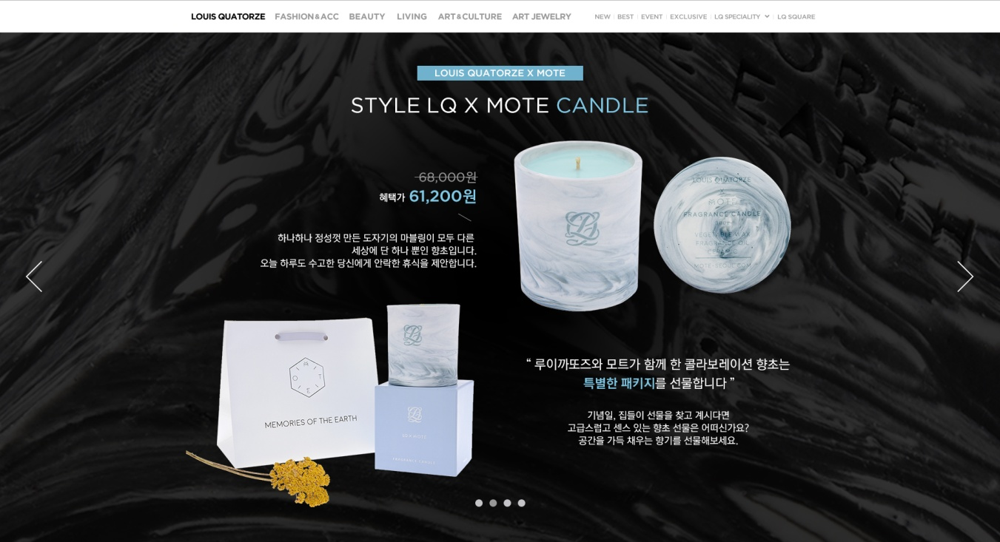 LOUIS QUATORZE FASHION&ACC BEAUTY LIVING ART&CULTURE ART JEWELRY NEW BEST EVENT EXCLUSIVE LQ SPECIALITY LQ SQUARE
LOUIS QUATORZE X MOTE
STYLE LQ X MOTE CANDLE
68,000원
혜택가 61,200원
하나하나 정성껏 만든 도자기의 마블링이 모두 다른
세상에 단 하나 뿐인 향초입니다.
오늘 하루도 수고한 당신에게 안락한 휴식을 제안합니다.
LOUIS QUATORZE
X
MOTE
FRAGRANCE CANDLE
VEGETABLE WAX
FRAGRANCE OIL
CERAMIC
MOTE-SEOUL.COM
M
O T
E
MEMORIES OF THE EARTH
LQ X MOTE
FRAGRANCE CANDLE
“ 루이까또즈와 모트가 함께 한 콜라보레이션 향초는
특별한 패키지를 선물합니다 ”
기념일, 집들이 선물을 찾고 계시다면
고급스럽고 센스 있는 향초 선물은 어떠신가요?
공간을 가득 채우는 향기를 선물해보세요.